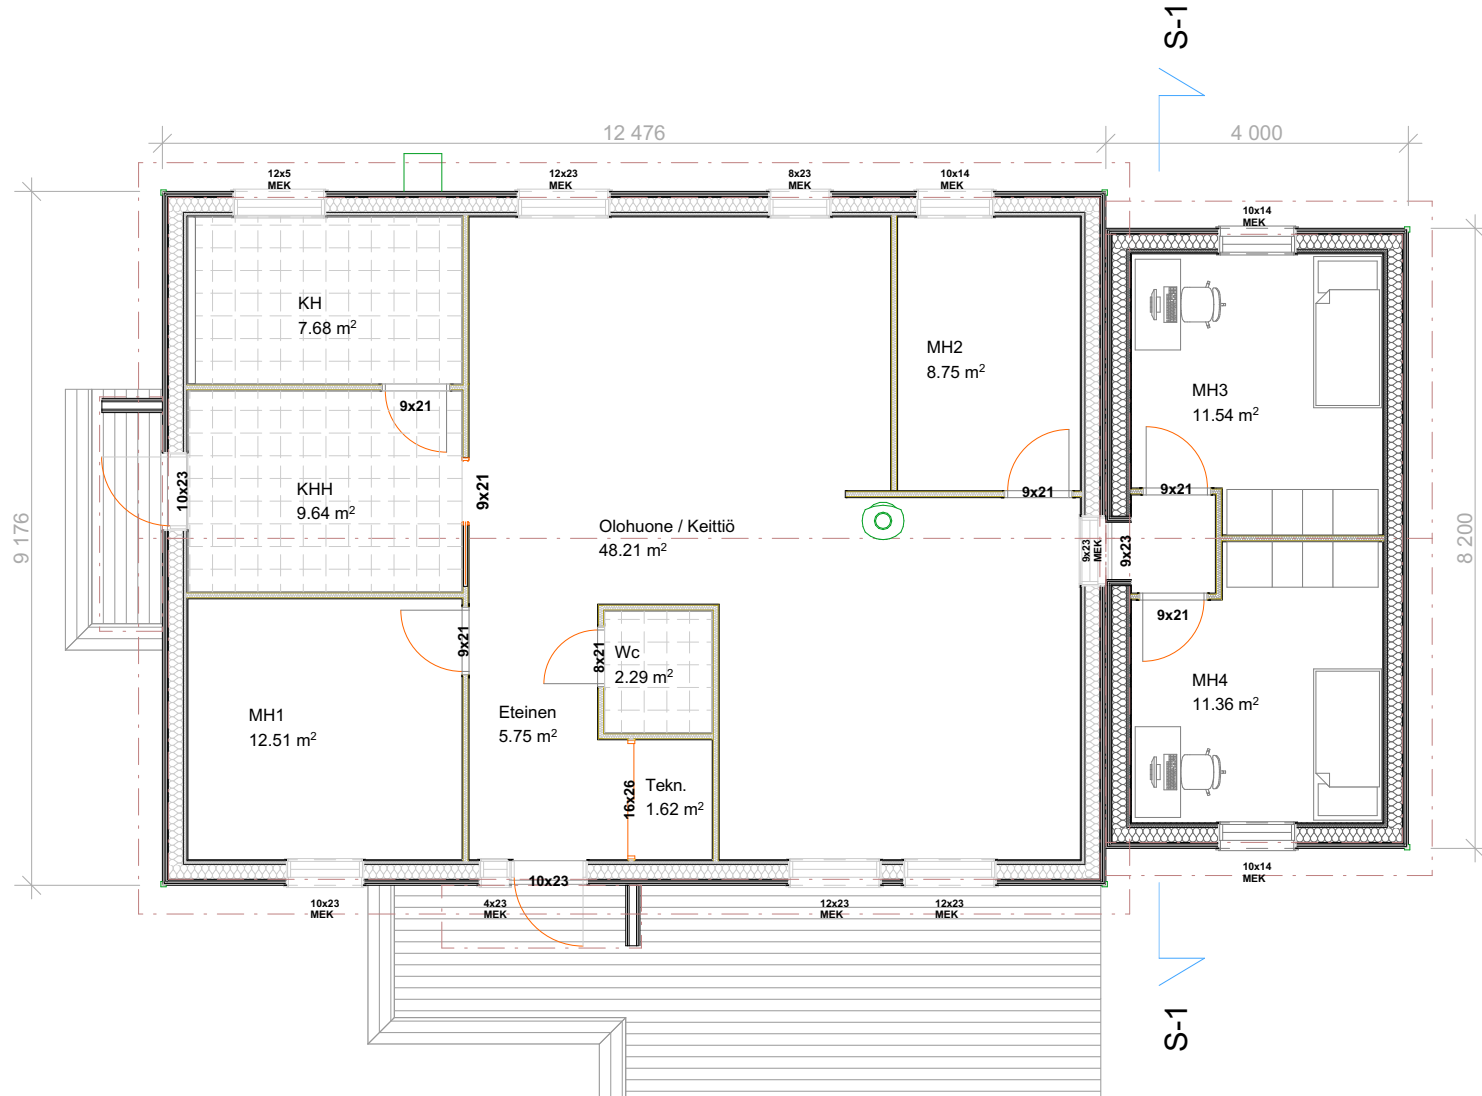 S-1
12 476
4 000
12x5
MEK
12x23
MEK
8x23
MEK
10x14
MEK
10x14
MEK
KH
7.68 m²
MH2
8.75 m²
MH3
11.54 m²
9x21
10x23
KHH
9.64 m²
9x21
9x21
9x21
Olohuone / Keittiö
48.21 m²
9 176
8 200
9x23
MEK
9x23
9x21
9x21
8x21
Wc
2.29 m²
MH4
11.36 m²
MH1
12.51 m²
Eteinen
5.75 m²
16x26
Tekn.
1.62 m²
10x23
10x23
MEK
4x23
MEK
12x23
MEK
12x23
MEK
10x14
MEK
S-1